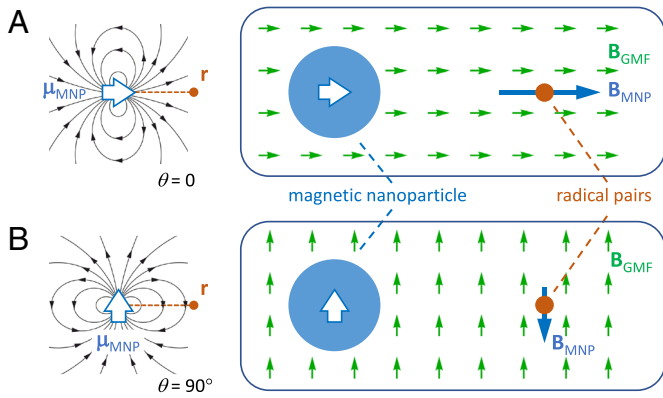 A
μMNP
r
θ = 0
BGMF
BMNP
magnetic nanoparticle
radical pairs
B
r
μMNP
θ = 90°
BGMF
BMNP